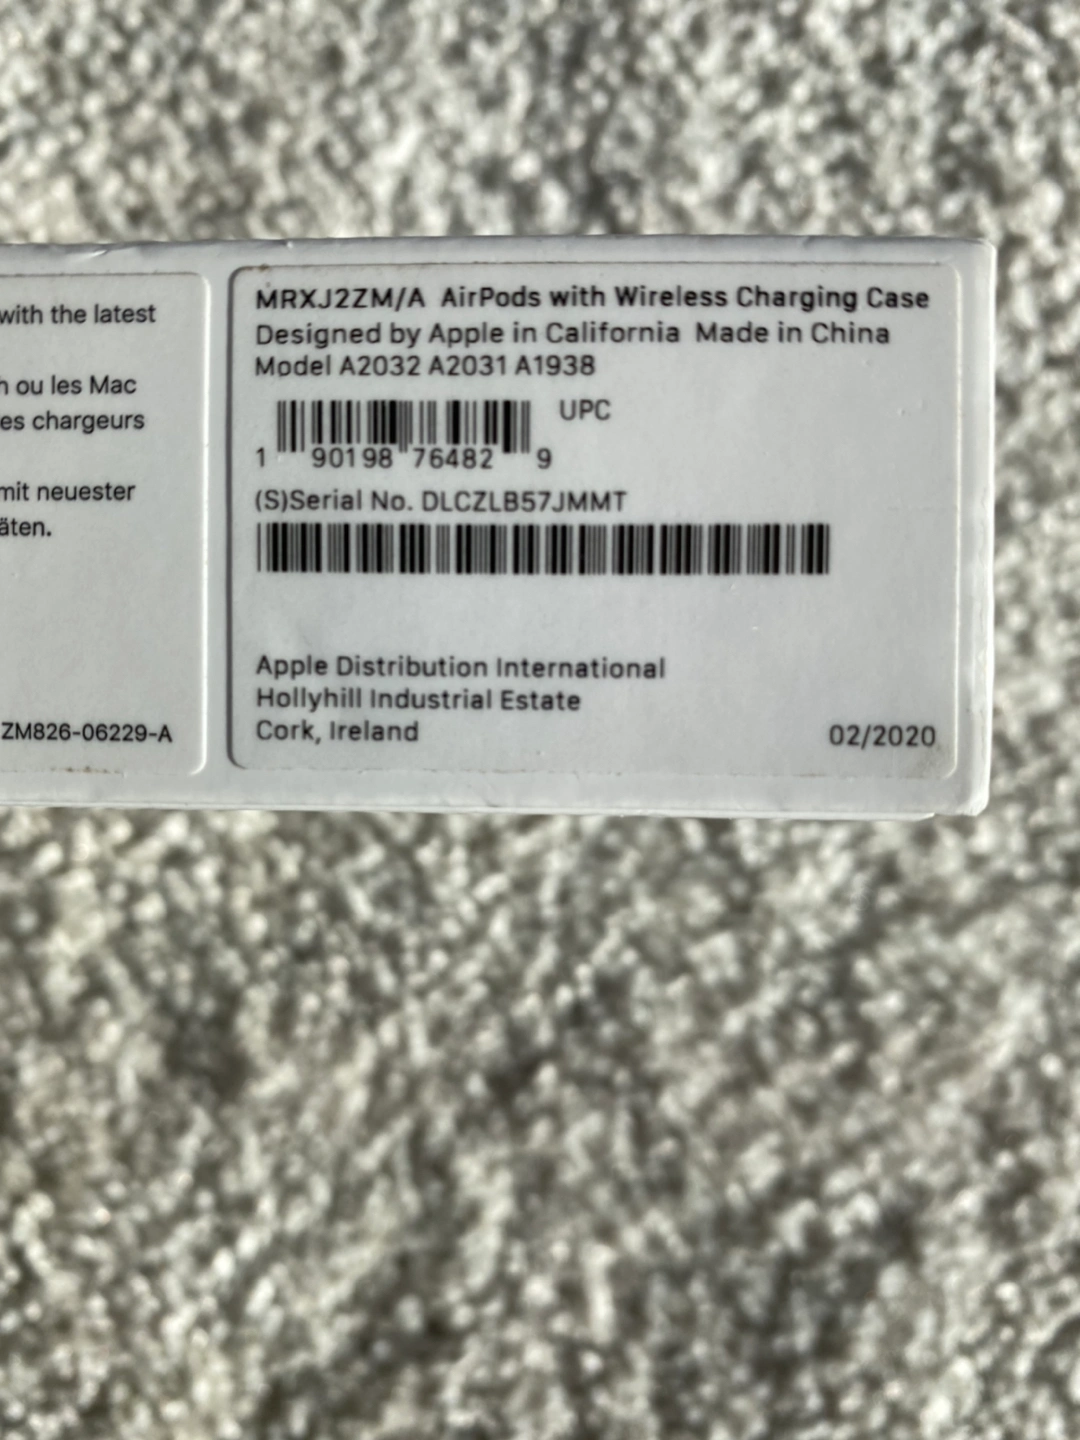 with the latest
h ou les Mac
es chargeurs
mit neuester
äten.
ZM826-06229-A
MRXJ2ZM/A AirPods with Wireless Charging Case
Designed by Apple in California Made in China
Model A2032 A2031 A1938
UPC
1 90198 76482 9
(S)Serial No. DLCZLB57JMMT
Apple Distribution International
Hollyhill Industrial Estate
Cork, Ireland
02/2020